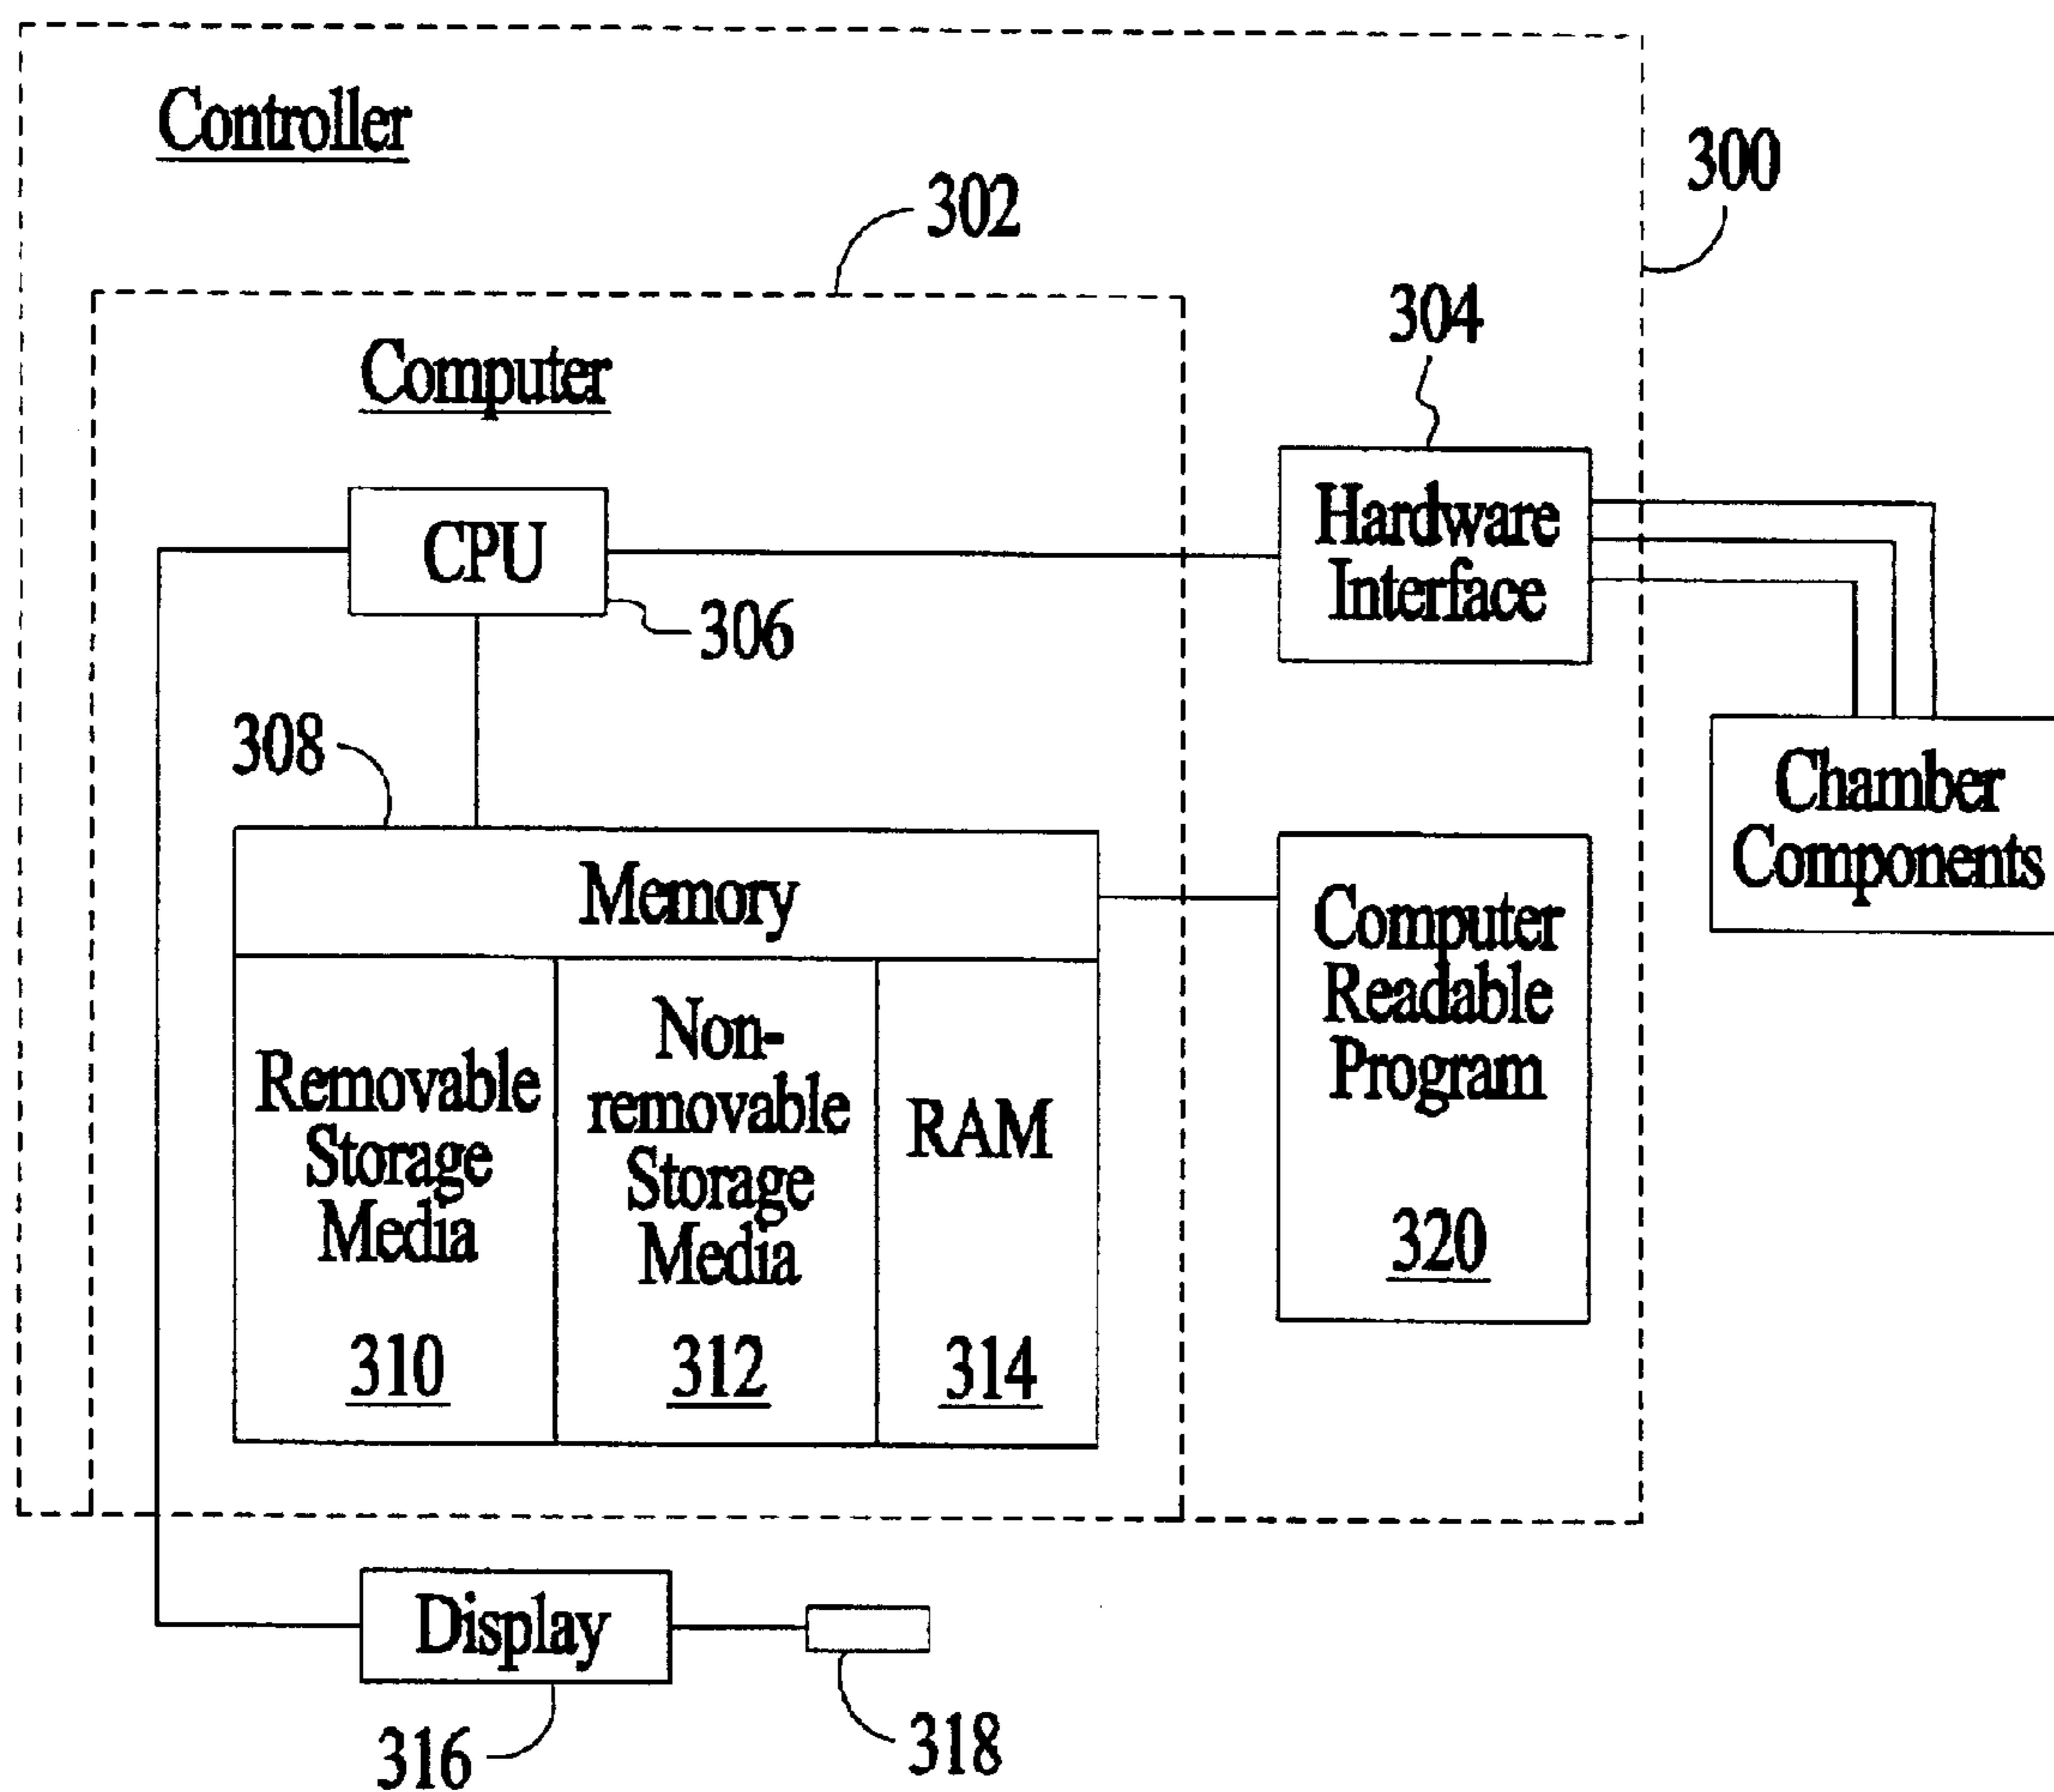 Controller
300
302
304
Computer
Hardware
Interface
CPU
306
308
Chamber
Components
Memory
Computer
Readable
Program
320
Removable
Storage
Media
310
Non-
removable
Storage
Media
312
RAM
314
Display
316
318